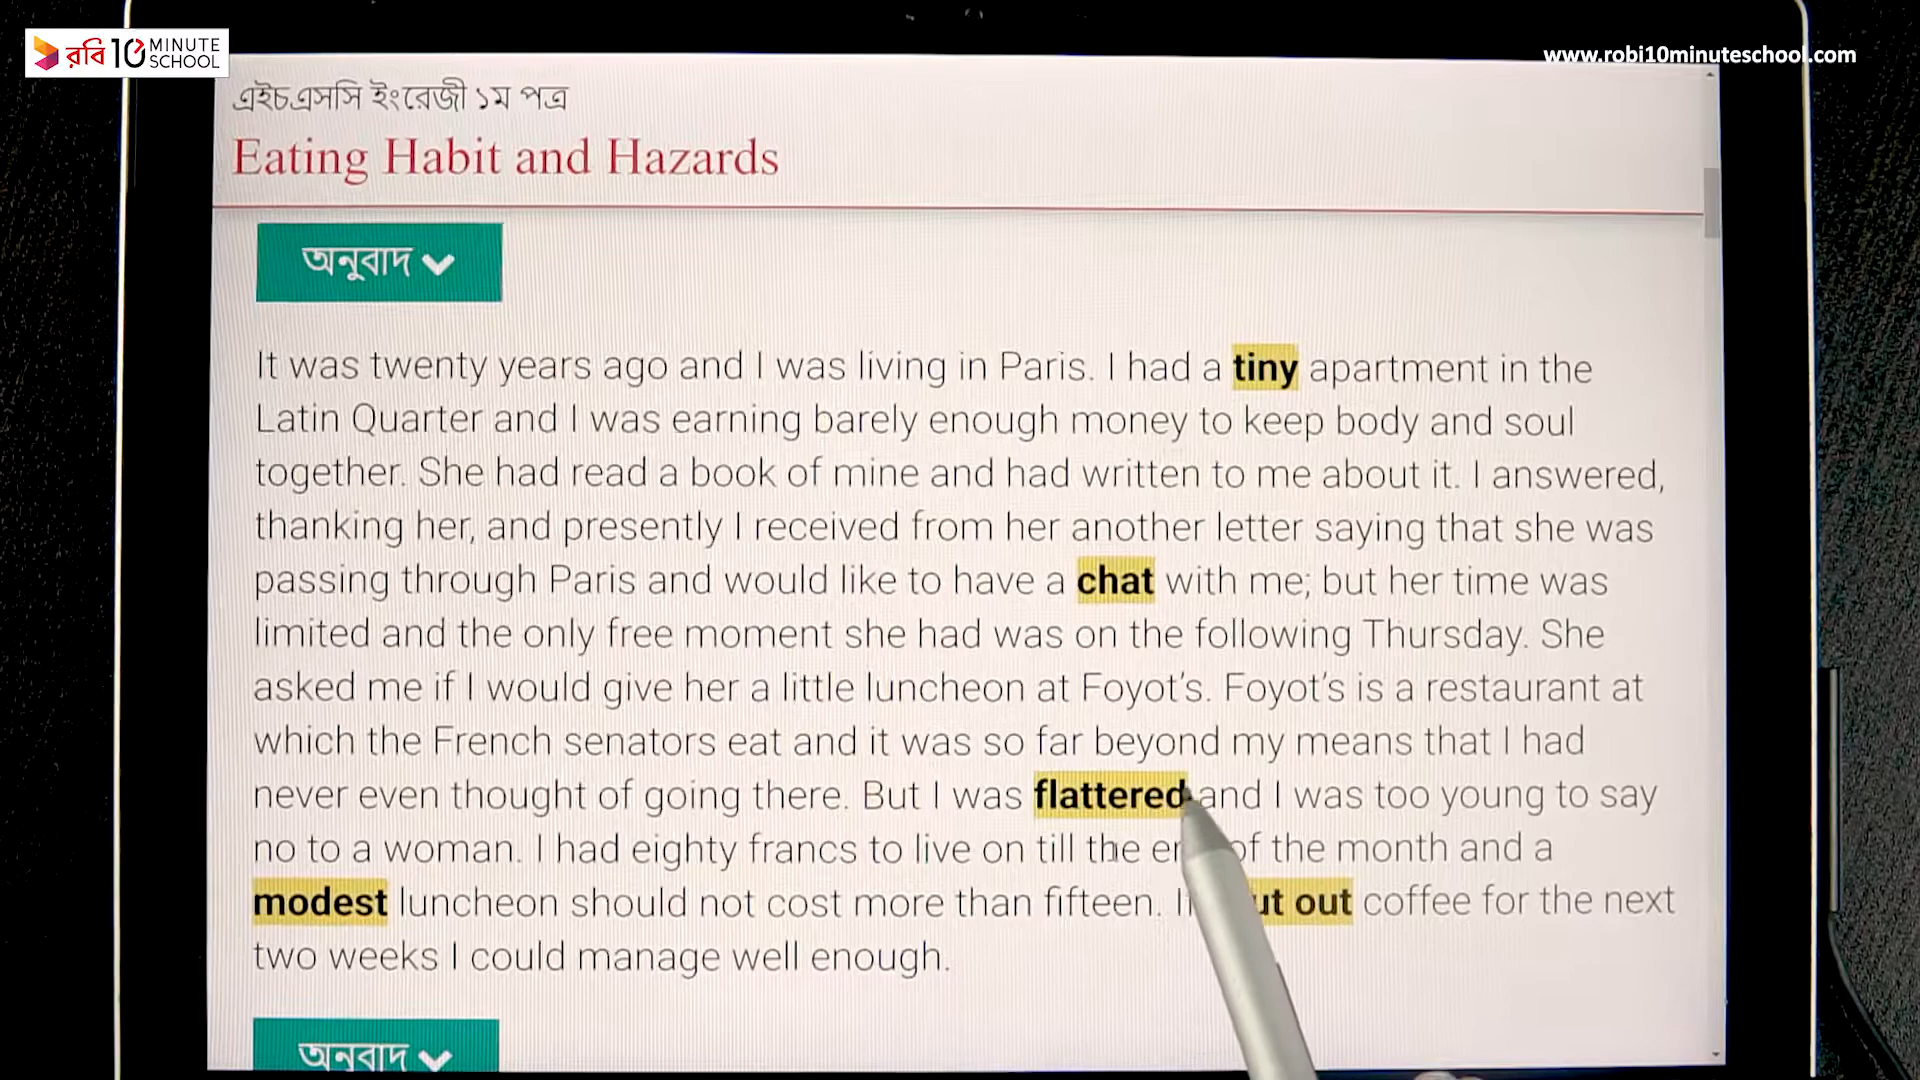 রবি 10 MINUTE SCHOOL
www.robi10minuteschool.com
এইচএসসি ইংরেজী ১ম পত্র
Eating Habit and Hazards
অনুবাদ
It was twenty years ago and I was living in Paris. I had a tiny apartment in the
Latin Quarter and I was earning barely enough money to keep body and soul
together. She had read a book of mine and had written to me about it. I answered,
thanking her, and presently I received from her another letter saying that she was
passing through Paris and would like to have a chat with me; but her time was
limited and the only free moment she had was on the following Thursday. She
asked me if I would give her a little luncheon at Foyot's. Foyot's is a restaurant at
which the French senators eat and it was so far beyond my means that I had
never even thought of going there. But I was flattered and I was too young to say
no to a woman. I had eighty francs to live on till the of the month and a
modest luncheon should not cost more than fifteen. out coffee for the next
two weeks I could manage well enough.
অনুবাদ